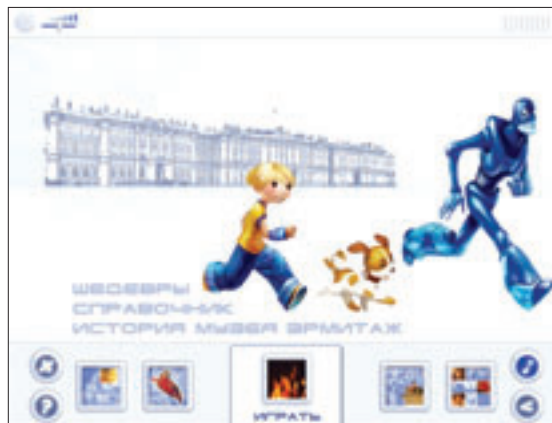 ШЕДЕВРЫ
СПРАВОЧНИК
ИСТОРИЯ МУЗЕЯ ЭРМИТАЖ
ИГРАТЬ
?